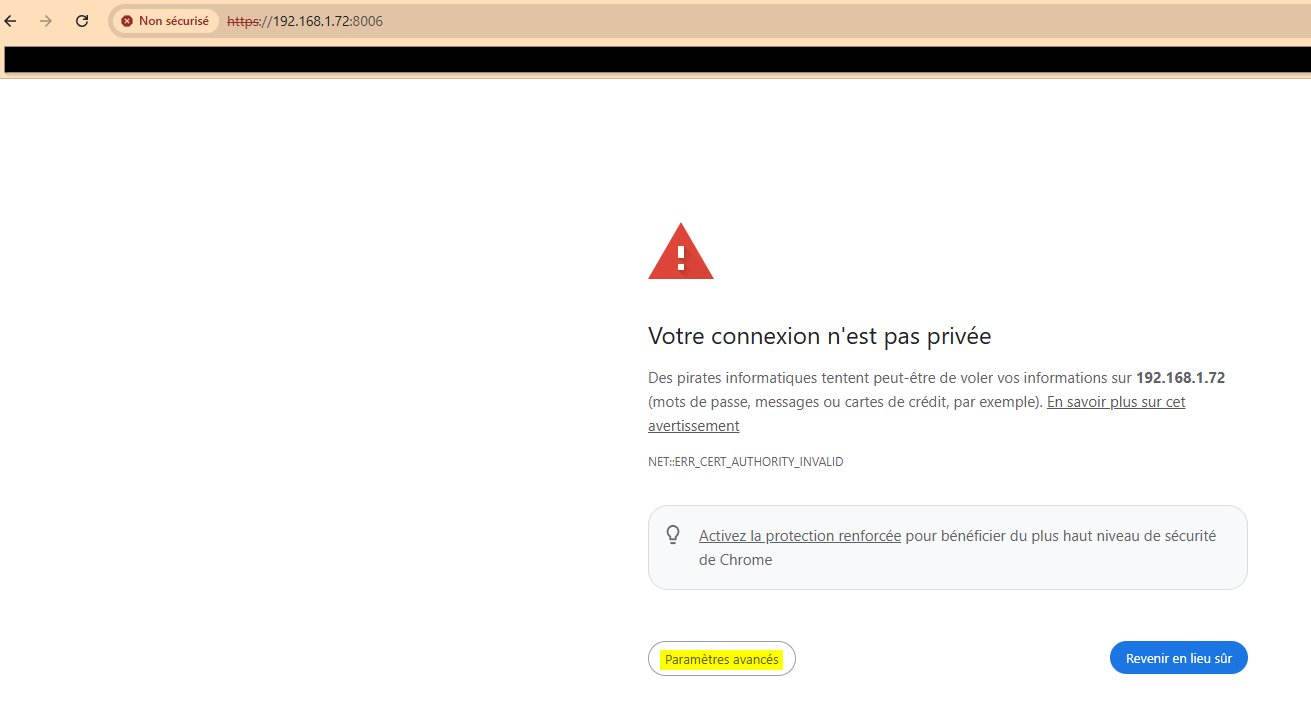 Non sécurisé https://192.168.1.72:8006
Votre connexion n'est pas privée
Des pirates informatiques tentent peut-être de voler vos informations sur 192.168.1.72
(mots de passe, messages ou cartes de crédit, par exemple). En savoir plus sur cet
avertissement
NET::ERR_CERT_AUTHORITY_INVALID
Activez la protection renforcée pour bénéficier du plus haut niveau de sécurité
de Chrome
Paramètres avancés
Revenir en lieu sûr